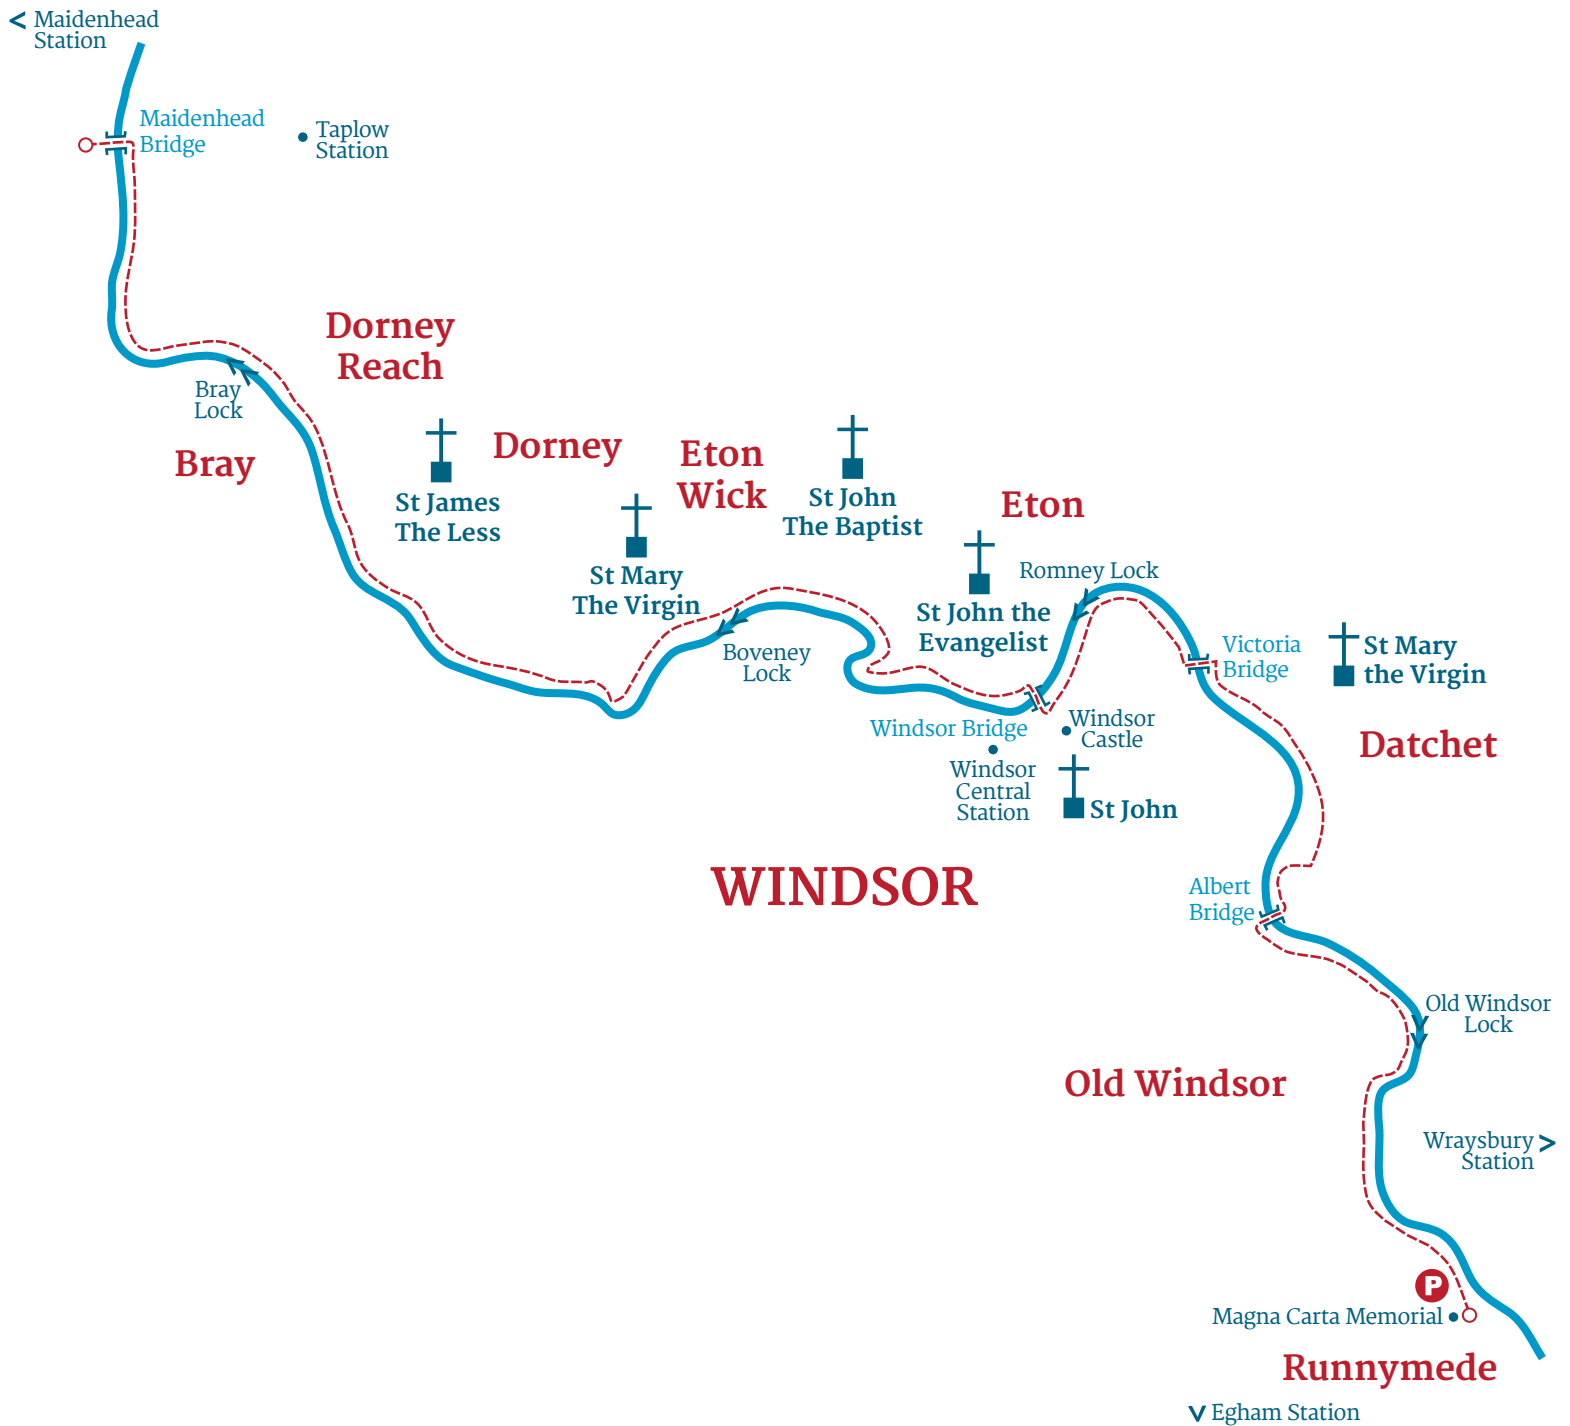 < Maidenhead
Station
Maidenhead
Bridge
Taplow
Station
Dorney
Reach
Bray
Lock
Bray
St James
The Less
Dorney
St Mary
The Virgin
Eton
Wick
St John
The Baptist
Eton
St John the
Evangelist
Romney Lock
Boveney
Lock
Victoria
Bridge
St Mary
the Virgin
Datchet
Windsor Bridge
Windsor
Castle
Windsor
Central
Station
St John
WINDSOR
Albert
Bridge
Old Windsor
Lock
Old Windsor
Wraysbury >
Station
P
Magna Carta Memorial
Runnymede
Egham Station